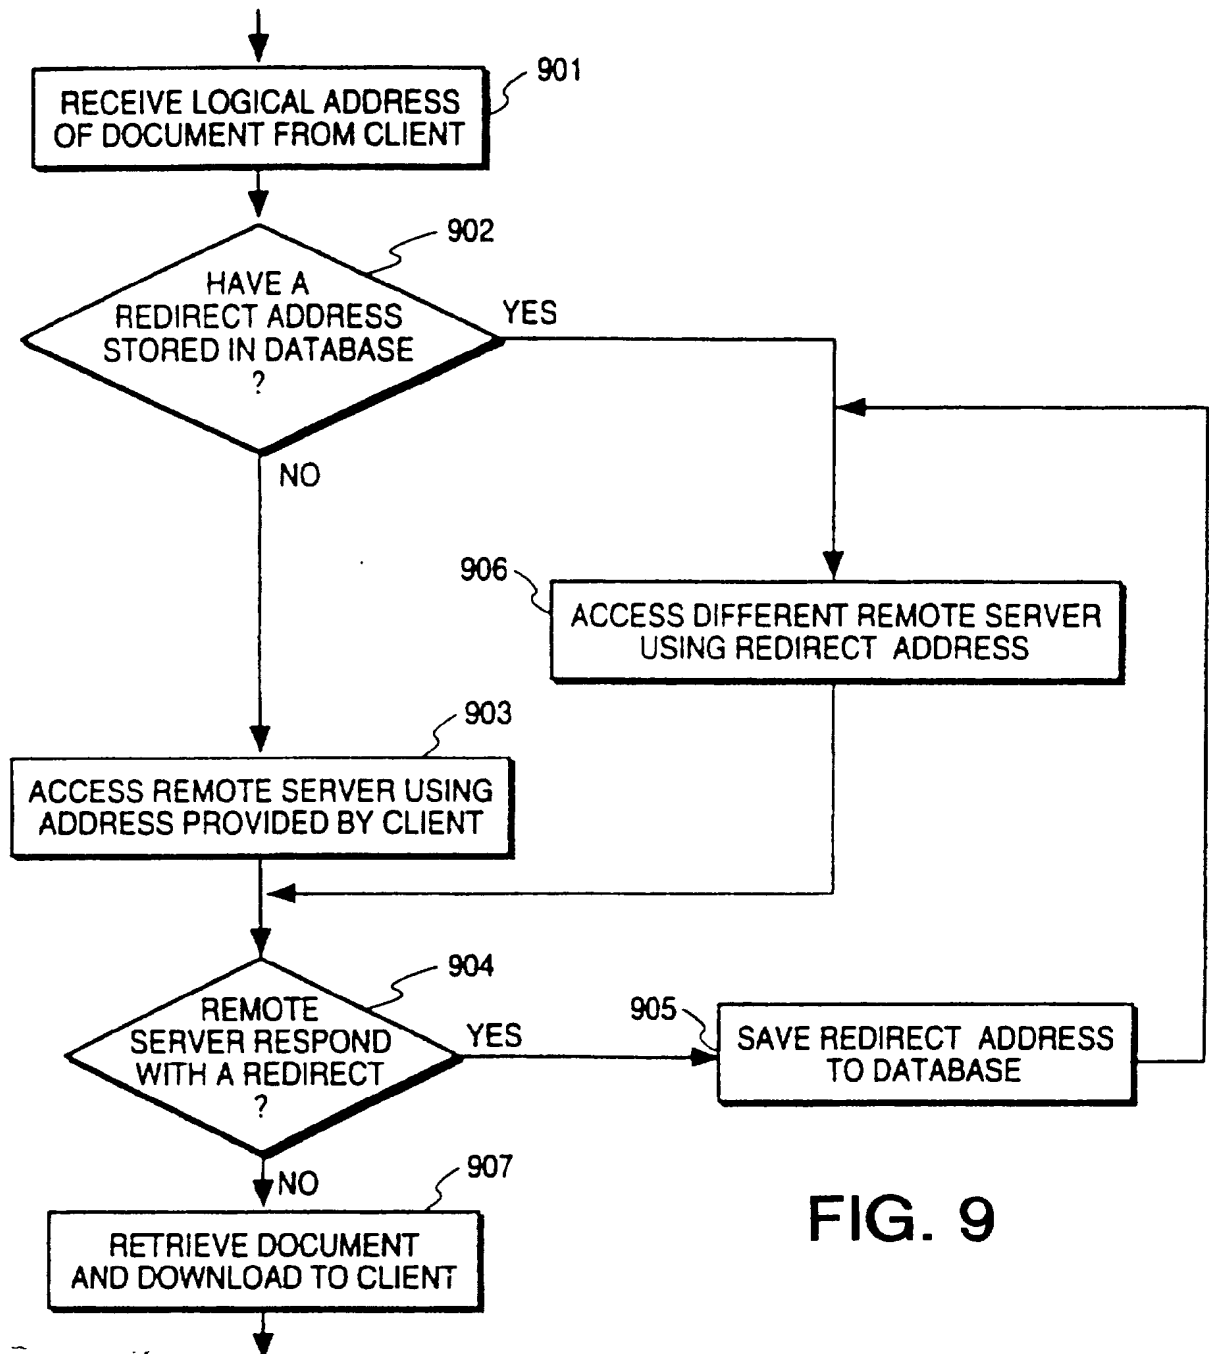 901
RECEIVE LOGICAL ADDRESS
OF DOCUMENT FROM CLIENT
902
HAVE A
REDIRECT ADDRESS
STORED IN DATABASE
?
YES
NO
906
ACCESS DIFFERENT REMOTE SERVER
USING REDIRECT ADDRESS
903
ACCESS REMOTE SERVER USING
ADDRESS PROVIDED BY CLIENT
904
REMOTE
SERVER RESPOND
WITH A REDIRECT
?
YES
905
SAVE REDIRECT ADDRESS
TO DATABASE
NO
907
RETRIEVE DOCUMENT
AND DOWNLOAD TO CLIENT
FIG. 9